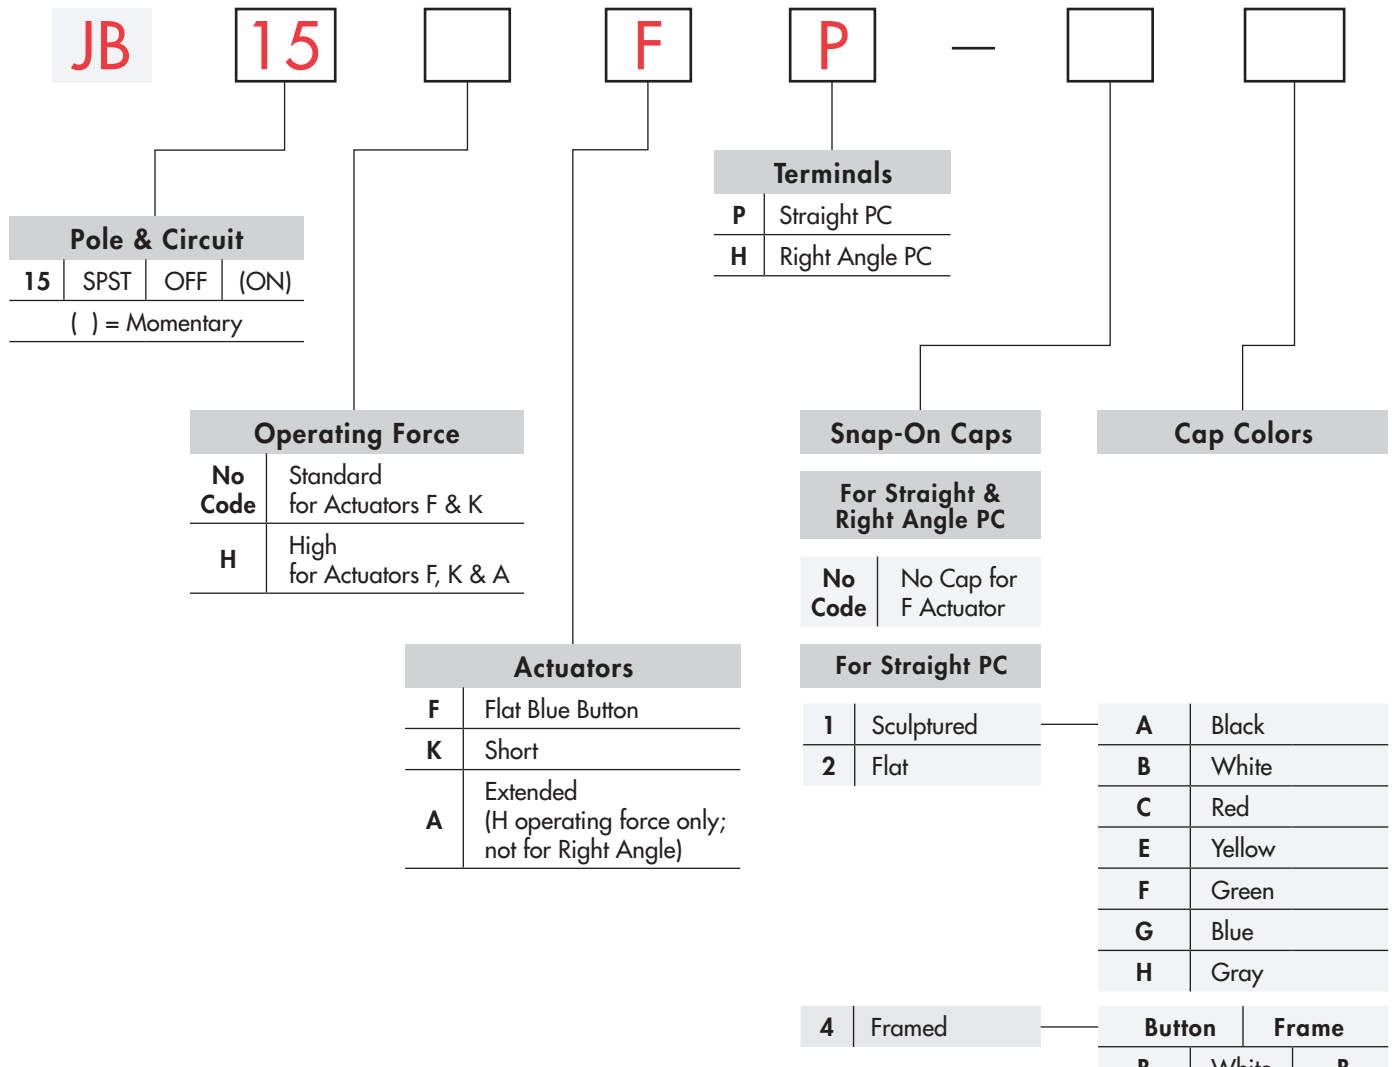 JB 15 F P —
Terminals
P Straight PC
H Right Angle PC
Pole & Circuit
15 SPST OFF (ON)
( ) = Momentary
Operating Force
No Code Standard for Actuators F & K
H High for Actuators F, K & A
Actuators
F Flat Blue Button
K Short
A Extended
(H operating force only;
not for Right Angle)
Snap-On Caps
For Straight &
Right Angle PC
No Code No Cap for F Actuator
For Straight PC
1 Sculptured
2 Flat
4 Framed
Cap Colors
A Black
B White
C Red
E Yellow
F Green
G Blue
H Gray
Button Frame
B White B